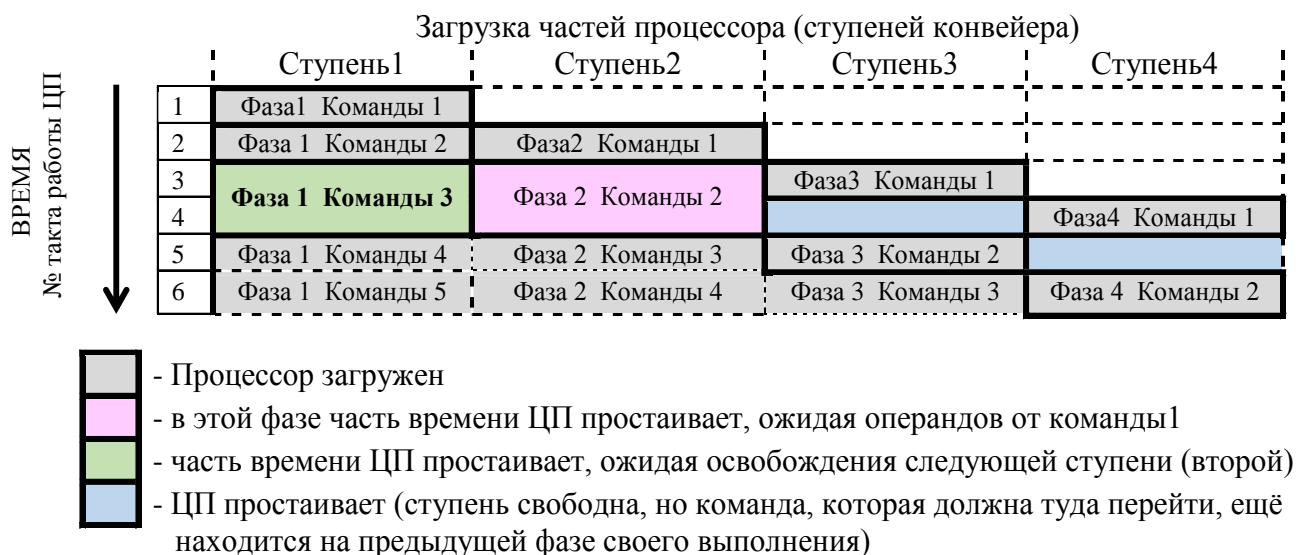 Загрузка частей процессора (ступеней конвейера)
Ступень1 Ступень2 Ступень3 Ступень4
ВРЕМЯ
№ такта работы ЦП
1 Фаза1 Команды 1
2 Фаза 1 Команды 2 Фаза2 Команды 1
3 Фаза 1 Команды 3 Фаза 2 Команды 2 Фаза3 Команды 1
4 Фаза4 Команды 1
5 Фаза 1 Команды 4 Фаза 2 Команды 3 Фаза 3 Команды 2
6 Фаза 1 Команды 5 Фаза 2 Команды 4 Фаза 3 Команды 3 Фаза 4 Команды 2
- Процессор загружен
- в этой фазе часть времени ЦП простаивает, ожидая операндов от команды1
- часть времени ЦП простаивает, ожидая освобождения следующей ступени (второй)
- ЦП простаивает (ступень свободна, но команда, которая должна туда перейти, ещё
находится на предыдущей фазе своего выполнения)